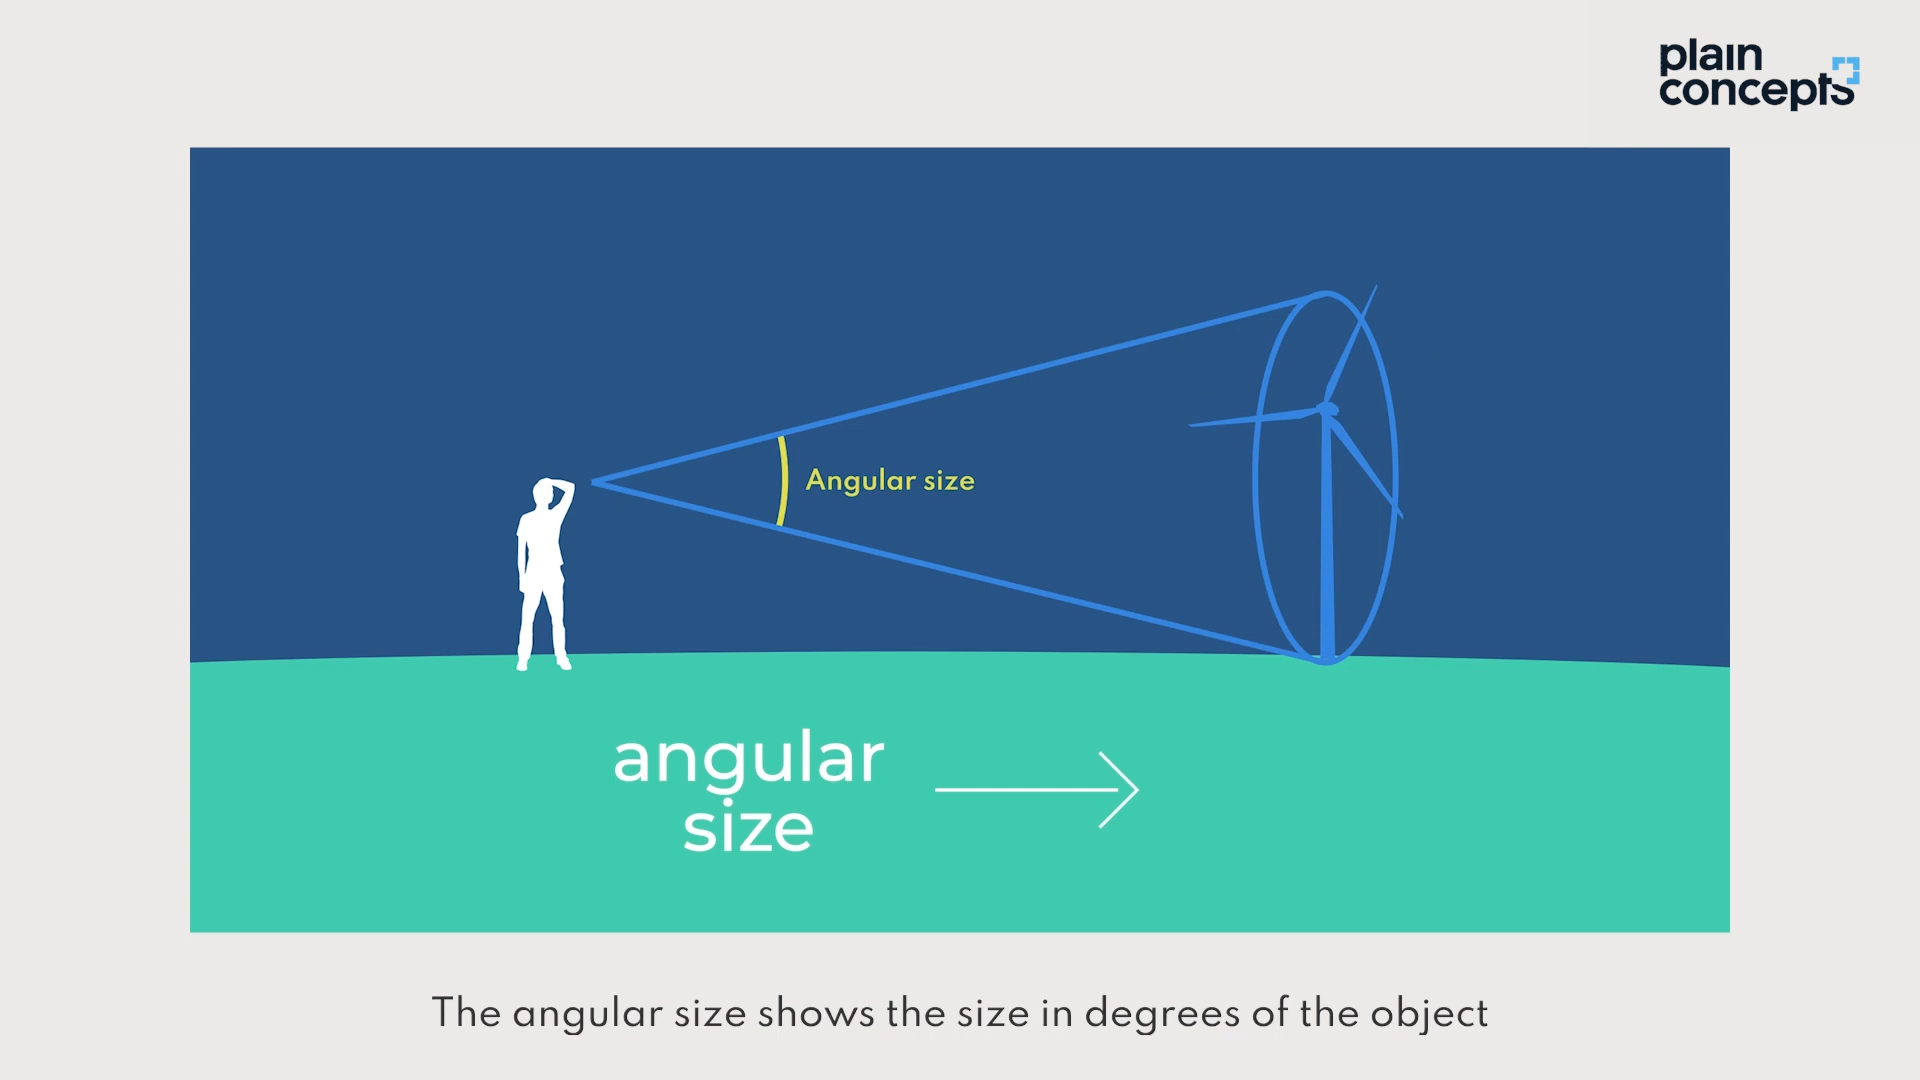 plain
concepts
Angular size
angular
size
The angular size shows the size in degrees of the object